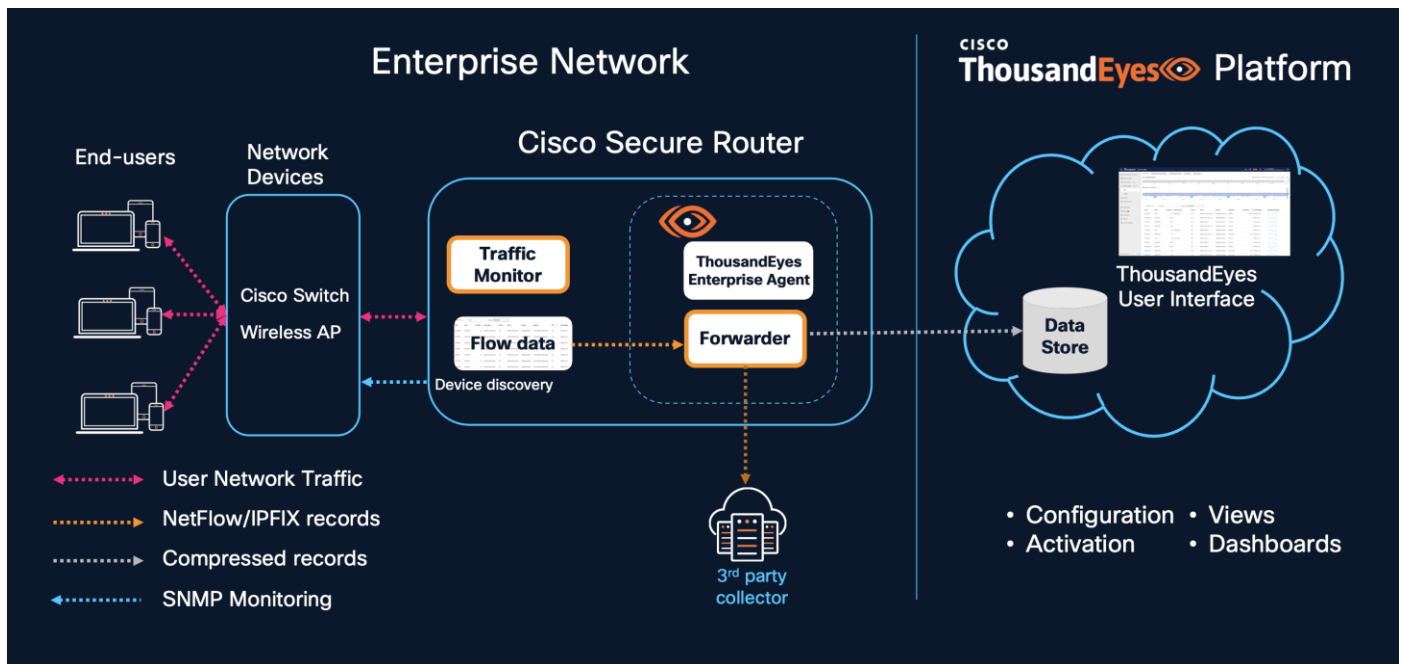 Enterprise Network
CISCO
ThousandEyes Platform
Cisco Secure Router
End-users
Network
Devices
Cisco Switch
Wireless AP
Traffic
Monitor
Flow data
Device discovery
ThousandEyes
Enterprise Agent
Forwarder
3rd party
collector
ThousandEyes
User Interface
Data
Store
User Network Traffic
NetFlow/IPFIX records
Compressed records
SNMP Monitoring
• Configuration • Views
• Activation • Dashboards